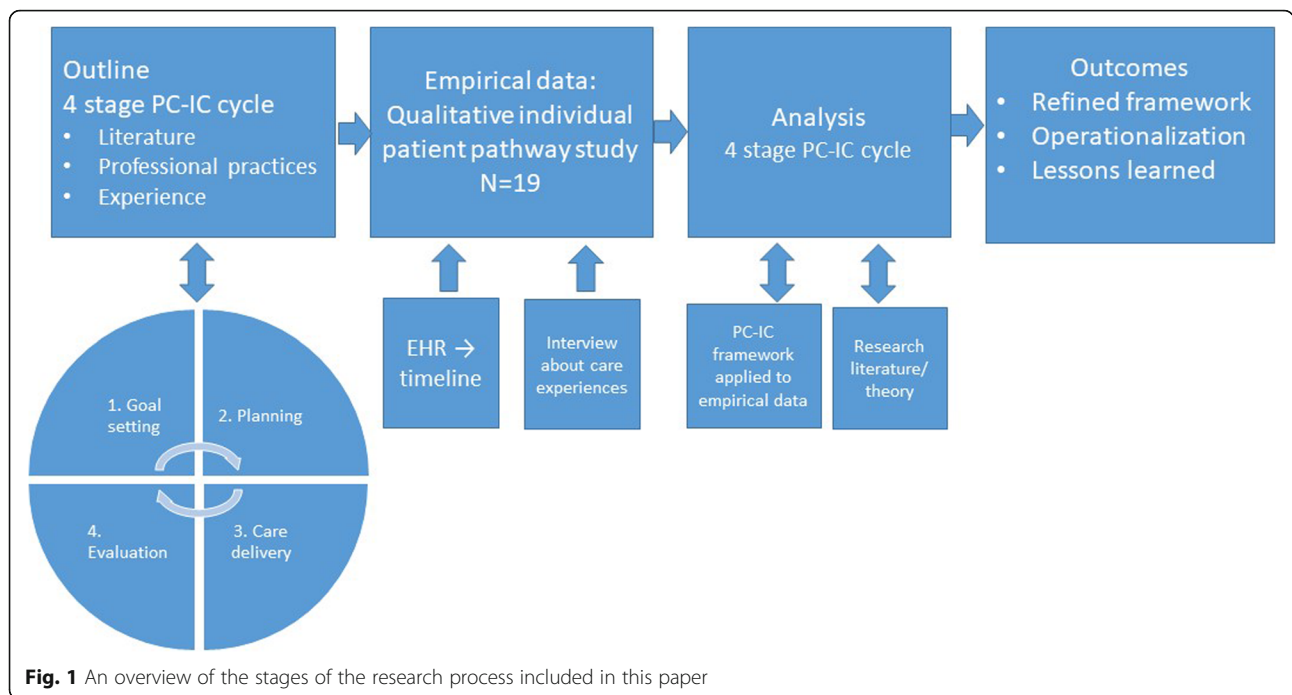 Outline
4 stage PC-IC cycle
• Literature
• Professional practices
• Experience
Empirical data:
Qualitative individual
patient pathway study
N=19
Analysis
4 stage PC-IC cycle
Outcomes
• Refined framework
• Operationalization
• Lessons learned
1. Goal
setting
2. Planning
3. Care
delivery
4.
Evaluation
EHR →
timeline
Interview
about care
experiences
PC-IC
framework
applied to
empirical data
Research
literature/
theory
Fig. 1 An overview of the stages of the research process included in this paper